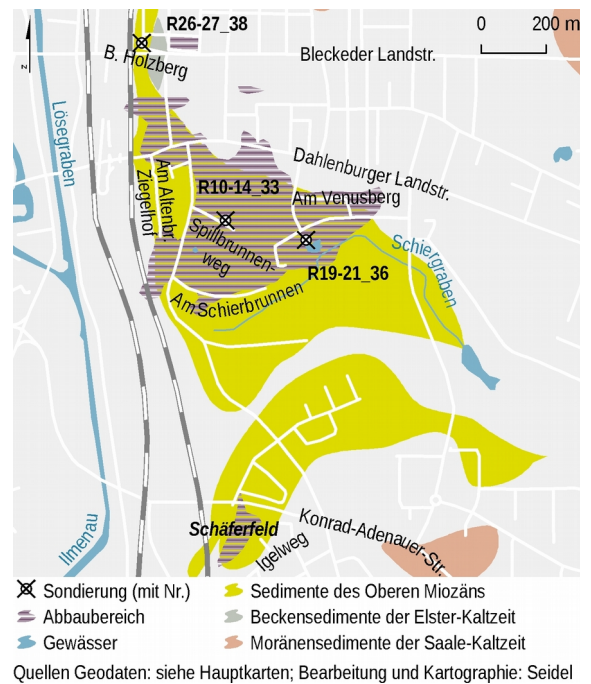 R26-27_38
0 200 m
z
B. Holzberg
Bleckeder Landstr.
Lösegraben
Dahlenburger Landstr.
Am Altenbr.
Ziegelhof
R10-14_33
Am Venusberg
Spillbrunnen-
weg
Schiergraben
R19-21_36
Am Schierbrunnen
Schäferfeld
Konrad-Adenauer-Str.
Igelweg
Ilmenau
Sondierung (mit Nr.)
Abbaubereich
Gewässer
Sedimente des Oberen Miozäns
Beckensedimente der Elster-Kaltzeit
Moränensedimente der Saale-Kaltzeit
Quellen Geodaten: siehe Hauptkarten; Bearbeitung und Kartographie: Seidel